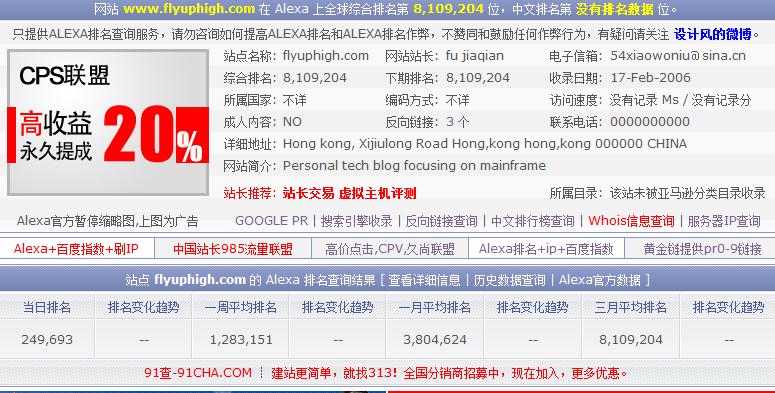 网站 www.flyuphigh.com 在 Alexa 上全球综合排名第 8,109,204 位，中文排名第 没有排名数据 位。
只提供ALEXA排名查询服务，请勿咨询如何提高ALEXA排名和ALEXA排名作弊，不赞同和鼓励任何作弊行为，有疑问请关注 设计风的微博。
CPS联盟
高收益
永久提成
20%
站点名称：flyuphigh.com 网站站长：fu jiaqian 电子信箱：54xiaowoniu@sina.cn
综合排名：8,109,204 下期排名：8,109,204 收录日期：17-Feb-2006
所属国家：不详 编码方式：不详 访问速度：没有记录 Ms / 没有记录分
成人内容：NO 反向链接：3 个 联系电话：0000000000
详细地址：Hong kong, Xijiulong Road Hong,kong hong,kong 000000 CHINA
网站简介：Personal tech blog focusing on mainframe
站长推荐：站长交易 虚拟主机评测 所属目录：该站未被亚马逊分类目录收录
Alexa官方暂停缩略图,上图为广告 GOOGLE PR | 搜索引擎收录 | 反向链接查询 | 中文排行榜查询 | Whois信息查询 | 服务器IP查询
Alexa+百度指数+刷IP 中国站长985流量联盟 高价点击,CPV,久尚联盟 Alexa排名+ip+百度指数 黄金链提供pr0-9链接
站点 flyuphigh.com 的 Alexa 排名查询结果 [ 查看详细信息 | 历史数据查询 | Alexa官方数据 ]
当日排名 排名变化趋势 一周平均排名 排名变化趋势 一月平均排名 排名变化趋势 三月平均排名 排名变化趋势
249,693 -- 1,283,151 -- 3,804,624 -- 8,109,204 --
91查-91CHA.COM ┊ 建站更简单，就找313！全国分销商招募中，现在加入，更多优惠。